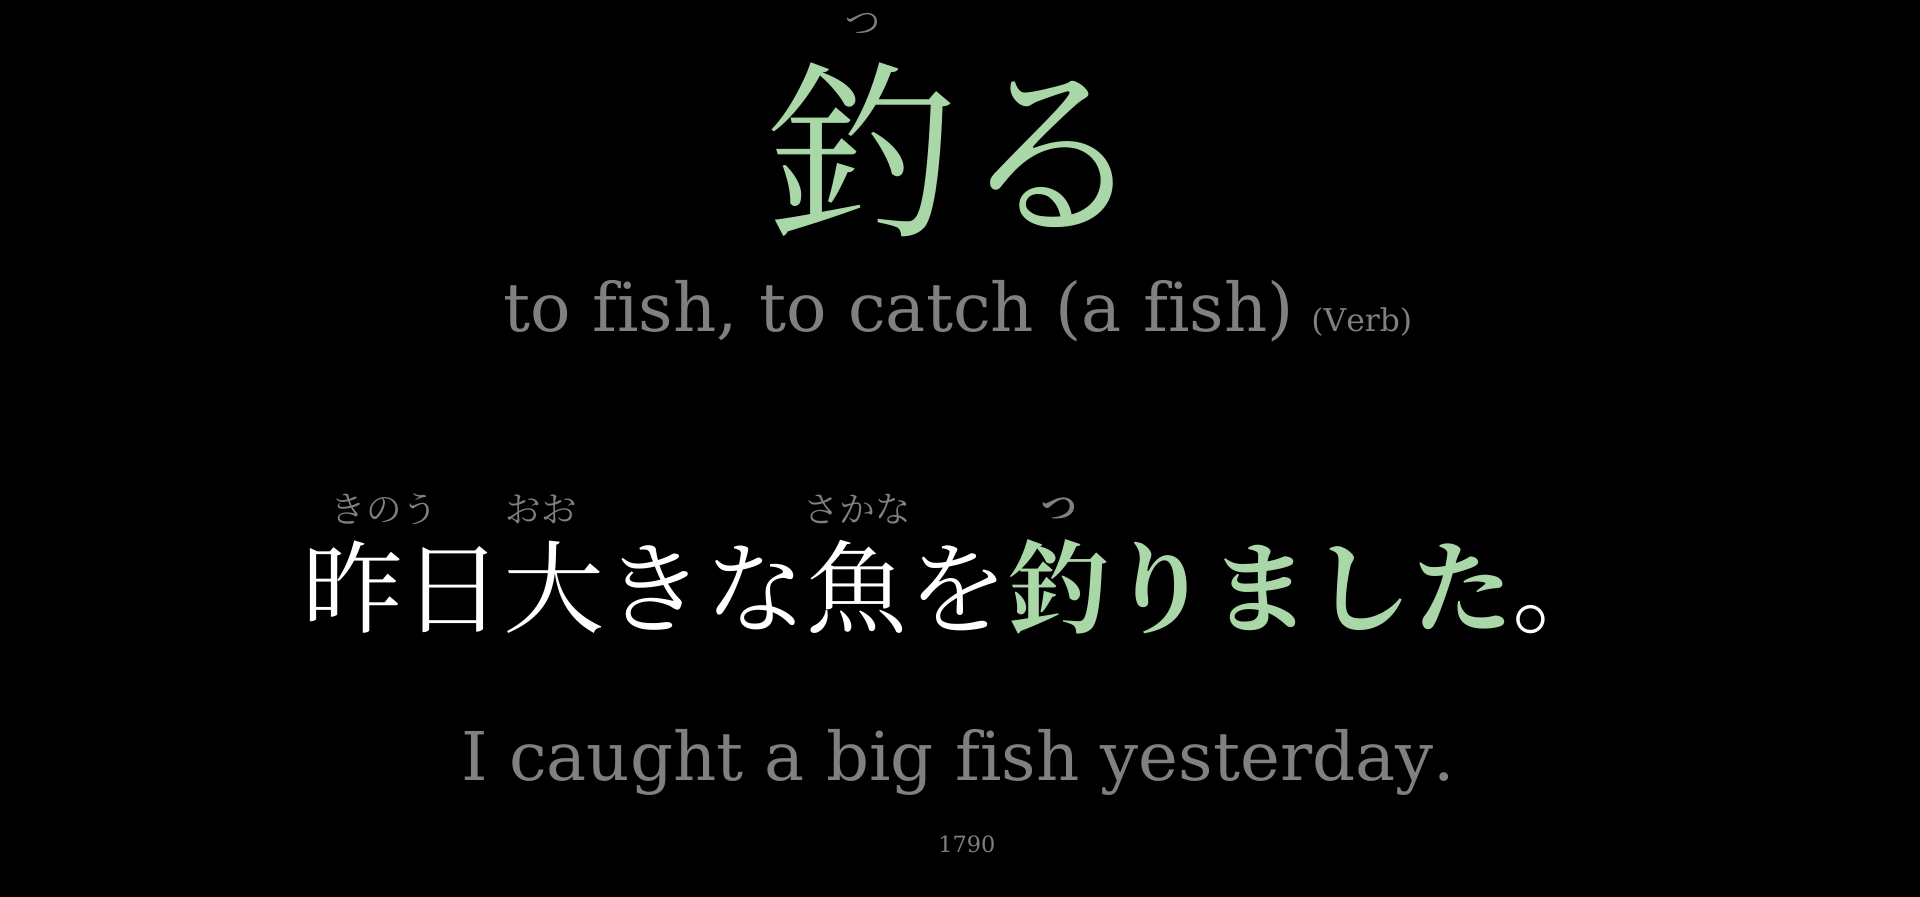 つ
釣る
to fish, to catch (a fish) (Verb)
きのう おお さかな つ
昨日大きな魚を釣りました。
I caught a big fish yesterday.
1790